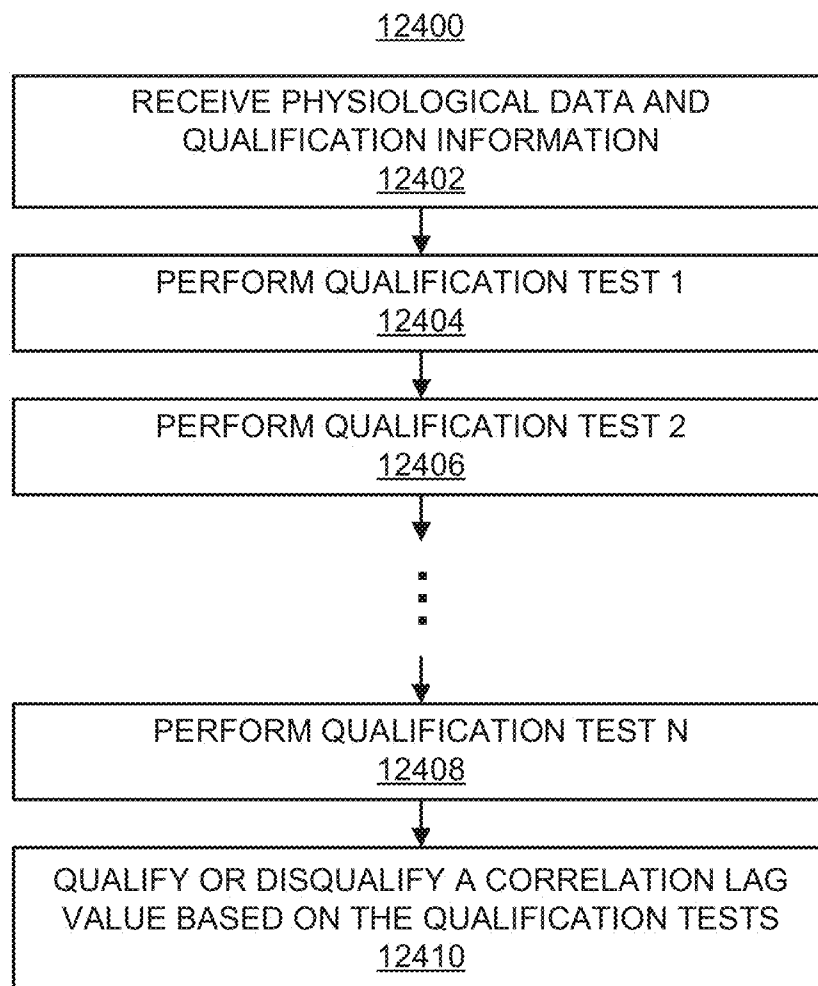 12400
RECEIVE PHYSIOLOGICAL DATA AND
QUALIFICATION INFORMATION
12402
PERFORM QUALIFICATION TEST 1
12404
PERFORM QUALIFICATION TEST 2
12406
PERFORM QUALIFICATION TEST N
12408
QUALIFY OR DISQUALIFY A CORRELATION LAG
VALUE BASED ON THE QUALIFICATION TESTS
12410